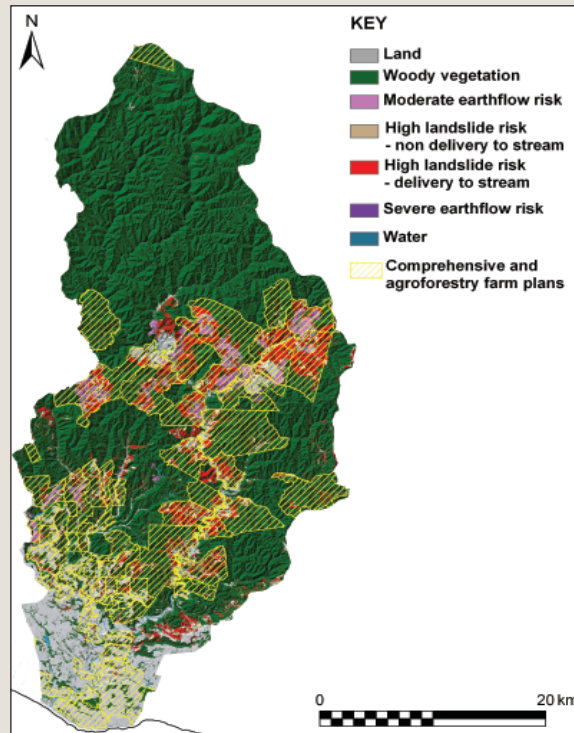 N
KEY
Land
Woody vegetation
Moderate earthflow risk
High landslide risk
- non delivery to stream
High landslide risk
- delivery to stream
Severe earthflow risk
Water
Comprehensive and
agroforestry farm plans
0 20 km